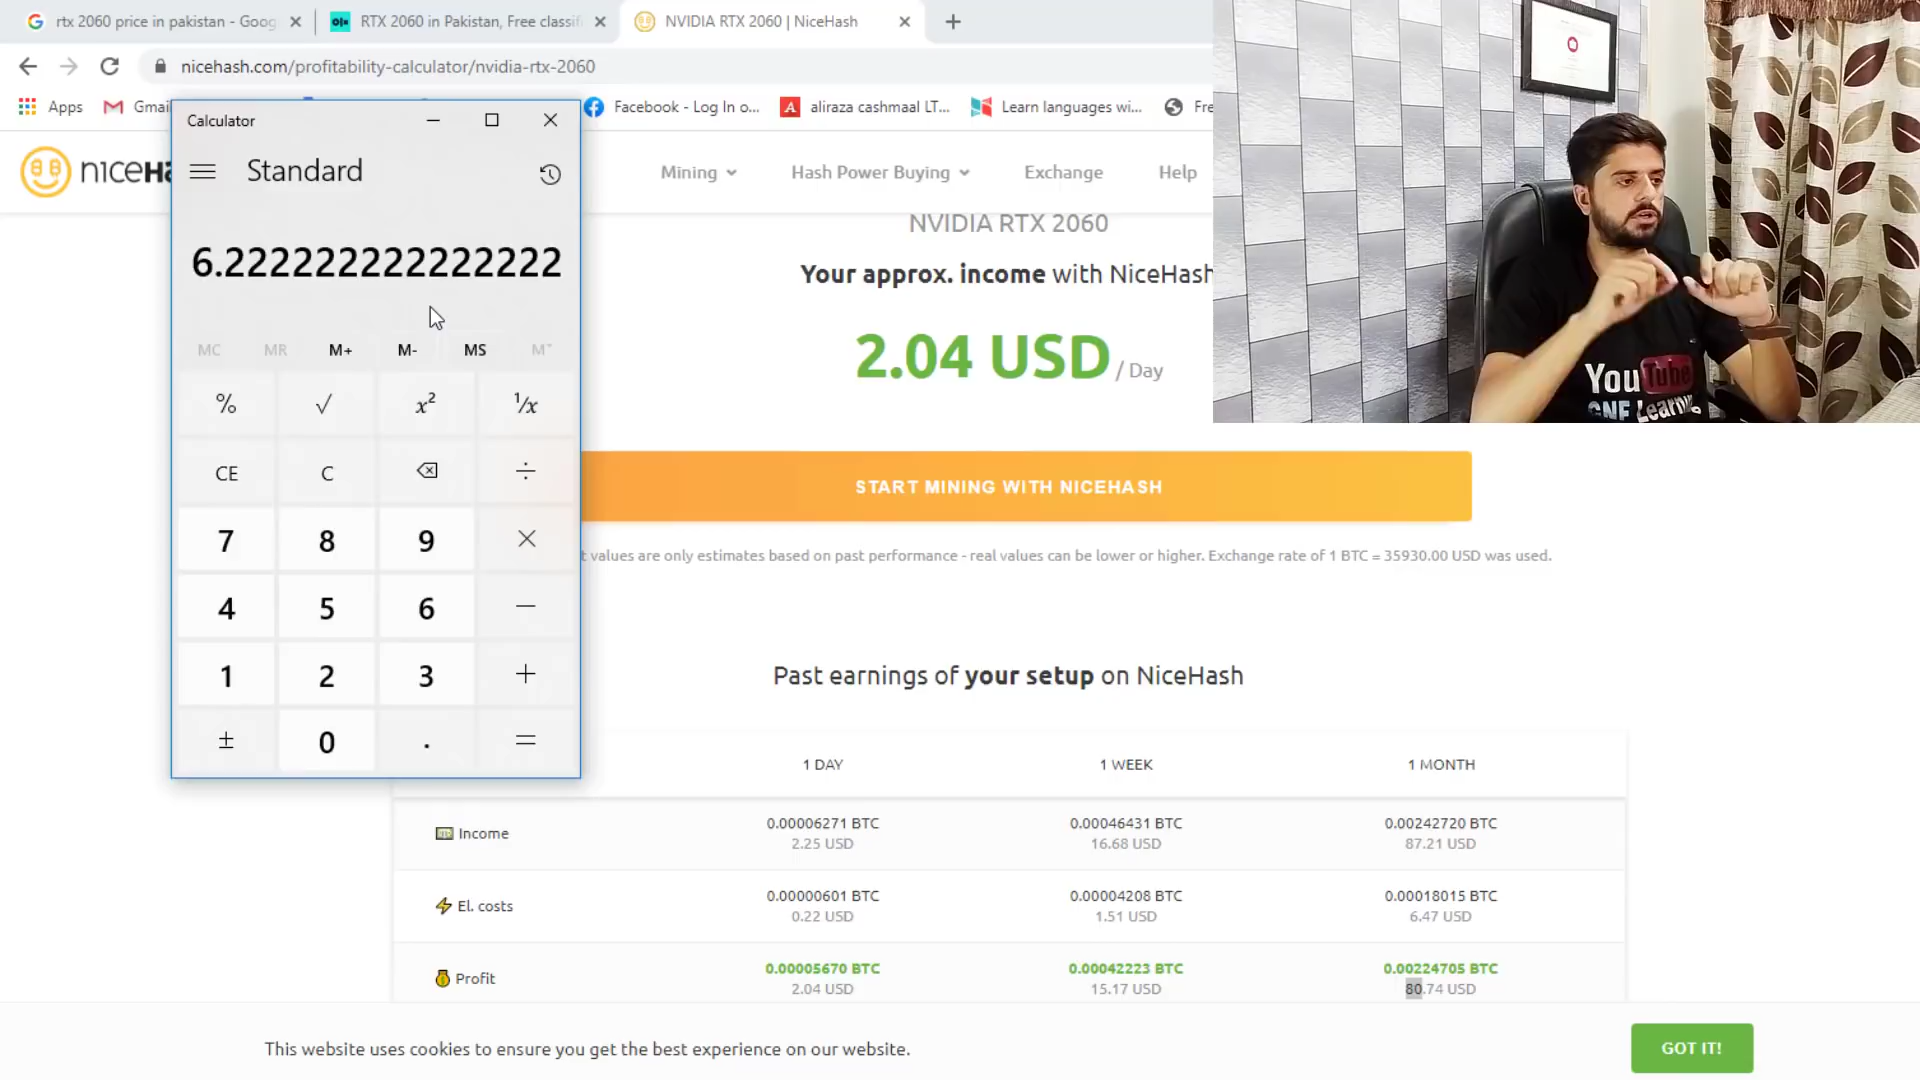 rtx 2060 price in pakistan - Goog
RTX 2060 in Pakistan, Free classif
NVIDIA RTX 2060 | NiceHash
nicehash.com/profitability-calculator/nvidia-rtx-2060
Apps
Gmai
Facebook - Log In o...
aliraza cashmaal LT...
Learn languages wi...
Fre
Calculator
Standard
6.222222222222222
MC MR M+ M- MS M˅
% √ x² ¹/x
CE C ÷
7 8 9 ×
4 5 6 −
1 2 3 +
± 0 . =
niceHa
Mining
Hash Power Buying
Exchange
Help
NVIDIA RTX 2060
Your approx. income with NiceHash
2.04 USD / Day
START MINING WITH NICEHASH
t values are only estimates based on past performance - real values can be lower or higher. Exchange rate of 1 BTC = 35930.00 USD was used.
Past earnings of your setup on NiceHash
1 DAY 1 WEEK 1 MONTH
Income 0.00006271 BTC 0.00046431 BTC 0.00242720 BTC
2.25 USD 16.68 USD 87.21 USD
El. costs 0.00000601 BTC 0.00004208 BTC 0.00018015 BTC
0.22 USD 1.51 USD 6.47 USD
Profit 0.00005670 BTC 0.00042223 BTC 0.00224705 BTC
2.04 USD 15.17 USD 80.74 USD
This website uses cookies to ensure you get the best experience on our website.
GOT IT!
You Tube
GNF Learning